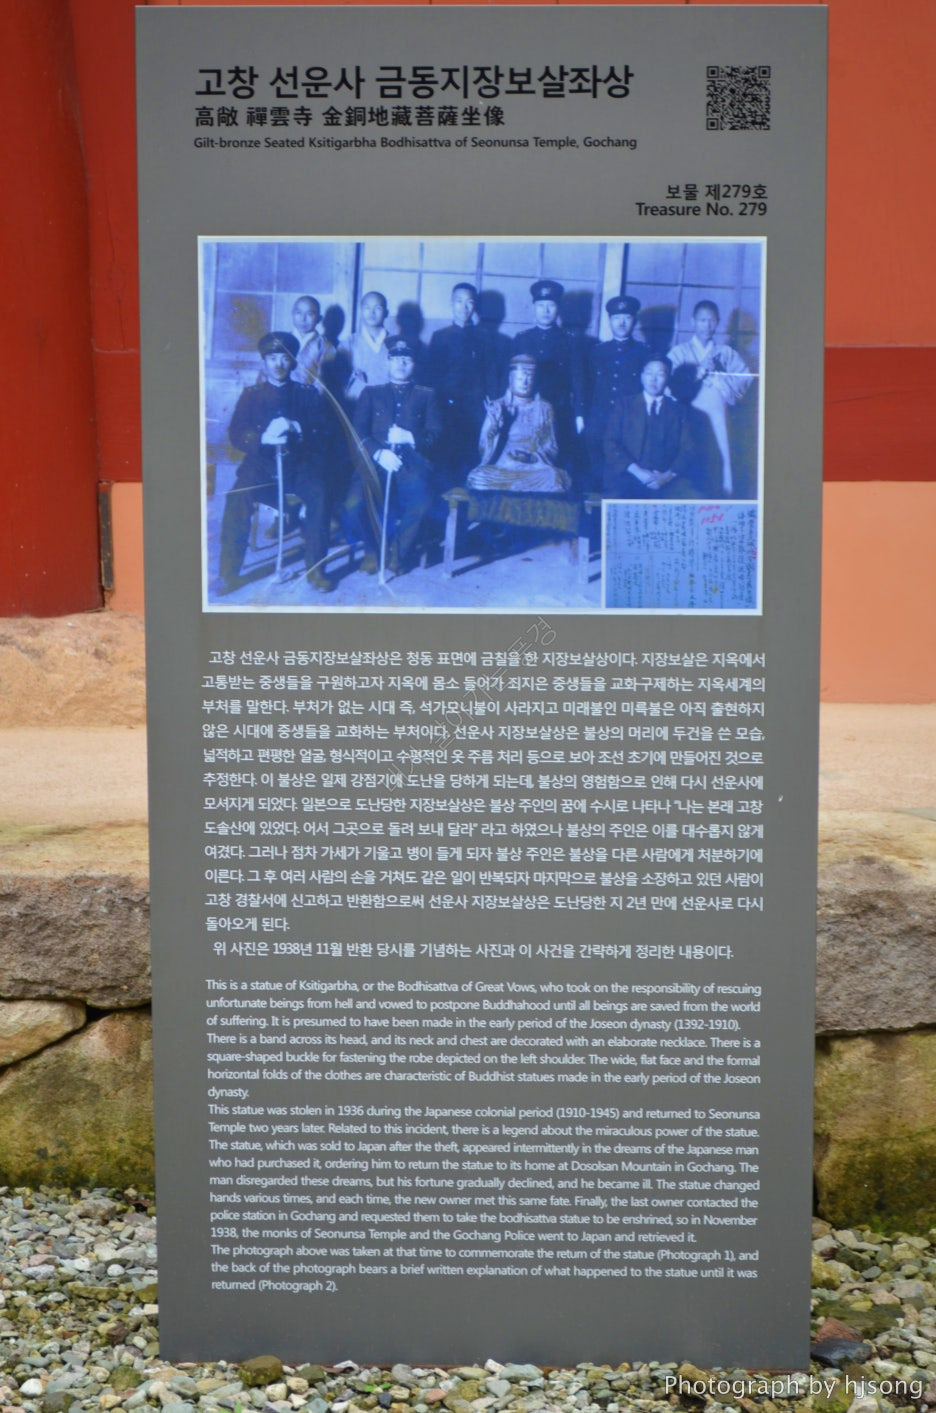 고창 선운사 금동지장보살좌상
高敞 禪雲寺 金銅地藏菩薩坐像
Gilt-bronze Seated Ksitigarbha Bodhisattva of Seonunsa Temple, Gochang
보물 제279호
Treasure No. 279
고창 선운사 금동지장보살좌상은 청동 표면에 금칠을 한 지장보살상이다. 지장보살은 지옥에서
고통받는 중생들을 구원하고자 지옥에 몸소 들어가 죄지은 중생들을 교화·구제하는 지옥세계의
부처를 말한다. 부처가 없는 시대 즉, 석가모니불이 사라지고 미래불인 미륵불은 아직 출현하지
않은 시대에 중생들을 교화하는 부처이다. 선운사 지장보살상은 불상의 머리에 두건을 쓴 모습,
넓적하고 편평한 얼굴, 형식적이고 수평적인 옷 주름 처리 등으로 보아 조선 초기에 만들어진 것으로
추정한다. 이 불상은 일제 강점기에 도난을 당하게 되는데, 불상의 영험함으로 인해 다시 선운사에
모셔지게 되었다. 일본으로 도난당한 지장보살상은 불상 주인의 꿈에 수시로 나타나 "나는 본래 고창
도솔산에 있었다. 어서 그곳으로 돌려 보내 달라" 라고 하였으나 불상의 주인은 이를 대수롭지 않게
여겼다. 그러나 점차 가세가 기울고 병이 들게 되자 불상 주인은 불상을 다른 사람에게 처분하기에
이른다. 그 후 여러 사람의 손을 거쳐도 같은 일이 반복되자 마지막으로 불상을 소장하고 있던 사람이
고창 경찰서에 신고하고 반환함으로써 선운사 지장보살상은 도난당한 지 2년 만에 선운사로 다시
돌아오게 된다.
위 사진은 1938년 11월 반환 당시를 기념하는 사진과 이 사건을 간략하게 정리한 내용이다.
This is a statue of Ksitigarbha, or the Bodhisattva of Great Vows, who took on the responsibility of rescuing
unfortunate beings from hell and vowed to postpone Buddhahood until all beings are saved from the world
of suffering. It is presumed to have been made in the early period of the Joseon dynasty (1392-1910).
There is a band across its head, and its neck and chest are decorated with an elaborate necklace. There is a
square-shaped buckle for fastening the robe depicted on the left shoulder. The wide, flat face and the formal
horizontal folds of the clothes are characteristic of Buddhist statues made in the early period of the Joseon
dynasty.
This statue was stolen in 1936 during the Japanese colonial period (1910-1945) and returned to Seonunsa
Temple two years later. Related to this incident, there is a legend about the miraculous power of the statue.
The statue, which was sold to Japan after the theft, appeared intermittently in the dreams of the Japanese man
who had purchased it, ordering him to return the statue to its home at Dosolsan Mountain in Gochang. The
man disregarded these dreams, but his fortune gradually declined, and he became ill. The statue changed
hands various times, and each time, the new owner met this same fate. Finally, the last owner contacted the
police station in Gochang and requested them to take the bodhisattva statue to be enshrined, so in November
1938, the monks of Seonunsa Temple and the Gochang Police went to Japan and retrieved it.
The photograph above was taken at that time to commemorate the return of the statue (Photograph 1), and
the back of the photograph bears a brief written explanation of what happened to the statue until it was
returned (Photograph 2).
Photograph by hjsong